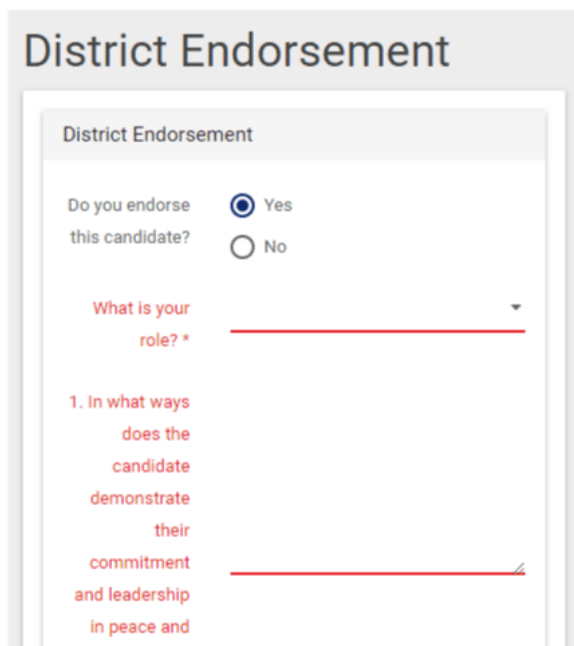 District Endorsement
District Endorsement
Do you endorse
this candidate?
Yes
No
What is your
role? *
1. In what ways
does the
candidate
demonstrate
their
commitment
and leadership
in peace and